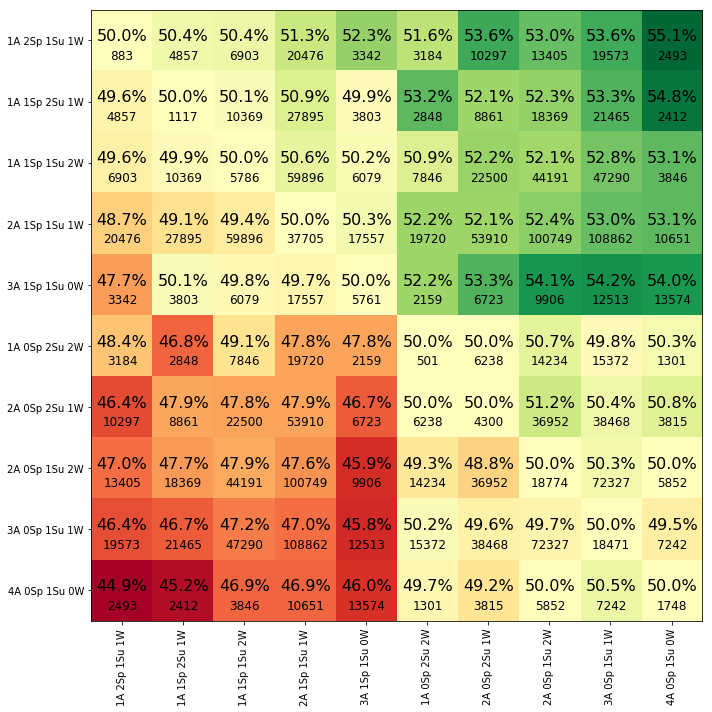 1A 2Sp 1Su 1W 50.0% 50.4% 50.4% 51.3% 52.3% 51.6% 53.6% 53.0% 53.6% 55.1%
883 4857 6903 20476 3342 3184 10297 13405 19573 2493
1A 1Sp 2Su 1W 49.6% 50.0% 50.1% 50.9% 49.9% 53.2% 52.1% 52.3% 53.3% 54.8%
4857 1117 10369 27895 3803 2848 8861 18369 21465 2412
1A 1Sp 1Su 2W 49.6% 49.9% 50.0% 50.6% 50.2% 50.9% 52.2% 52.1% 52.8% 53.1%
6903 10369 5786 59896 6079 7846 22500 44191 47290 3846
2A 1Sp 1Su 1W 48.7% 49.1% 49.4% 50.0% 50.3% 52.2% 52.1% 52.4% 53.0% 53.1%
20476 27895 59896 37705 17557 19720 53910 100749 108862 10651
3A 1Sp 1Su 0W 47.7% 50.1% 49.8% 49.7% 50.0% 52.2% 53.3% 54.1% 54.2% 54.0%
3342 3803 6079 17557 5761 2159 6723 9906 12513 13574
1A 0Sp 2Su 2W 48.4% 46.8% 49.1% 47.8% 47.8% 50.0% 50.0% 50.7% 49.8% 50.3%
3184 2848 7846 19720 2159 501 6238 14234 15372 1301
2A 0Sp 2Su 1W 46.4% 47.9% 47.8% 47.9% 46.7% 50.0% 50.0% 51.2% 50.4% 50.8%
10297 8861 22500 53910 6723 6238 4300 36952 38468 3815
2A 0Sp 1Su 2W 47.0% 47.7% 47.9% 47.6% 45.9% 49.3% 48.8% 50.0% 50.3% 50.0%
13405 18369 44191 100749 9906 14234 36952 18774 72327 5852
3A 0Sp 1Su 1W 46.4% 46.7% 47.2% 47.0% 45.8% 50.2% 49.6% 49.7% 50.0% 49.5%
19573 21465 47290 108862 12513 15372 38468 72327 18471 7242
4A 0Sp 1Su 0W 44.9% 45.2% 46.9% 46.9% 46.0% 49.7% 49.2% 50.0% 50.5% 50.0%
2493 2412 3846 10651 13574 1301 3815 5852 7242 1748
1A 2Sp 1Su 1W
1A 1Sp 2Su 1W
1A 1Sp 1Su 2W
2A 1Sp 1Su 1W
3A 1Sp 1Su 0W
1A 0Sp 2Su 2W
2A 0Sp 2Su 1W
2A 0Sp 1Su 2W
3A 0Sp 1Su 1W
4A 0Sp 1Su 0W